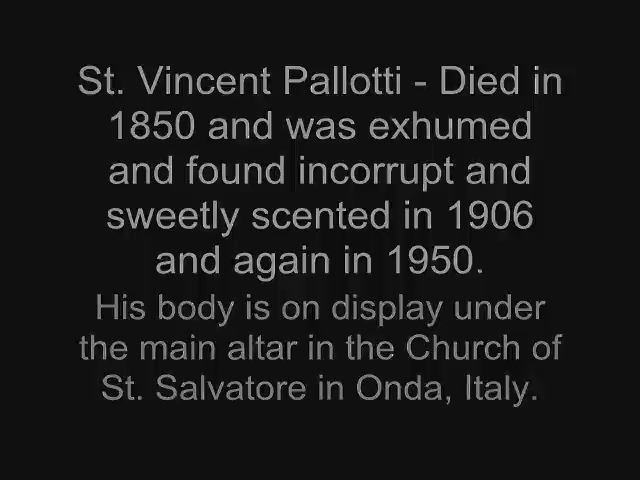 St. Vincent Pallotti - Died in
1850 and was exhumed
and found incorrupt and
sweetly scented in 1906
and again in 1950.
His body is on display under
the main altar in the Church of
St. Salvatore in Onda, Italy.